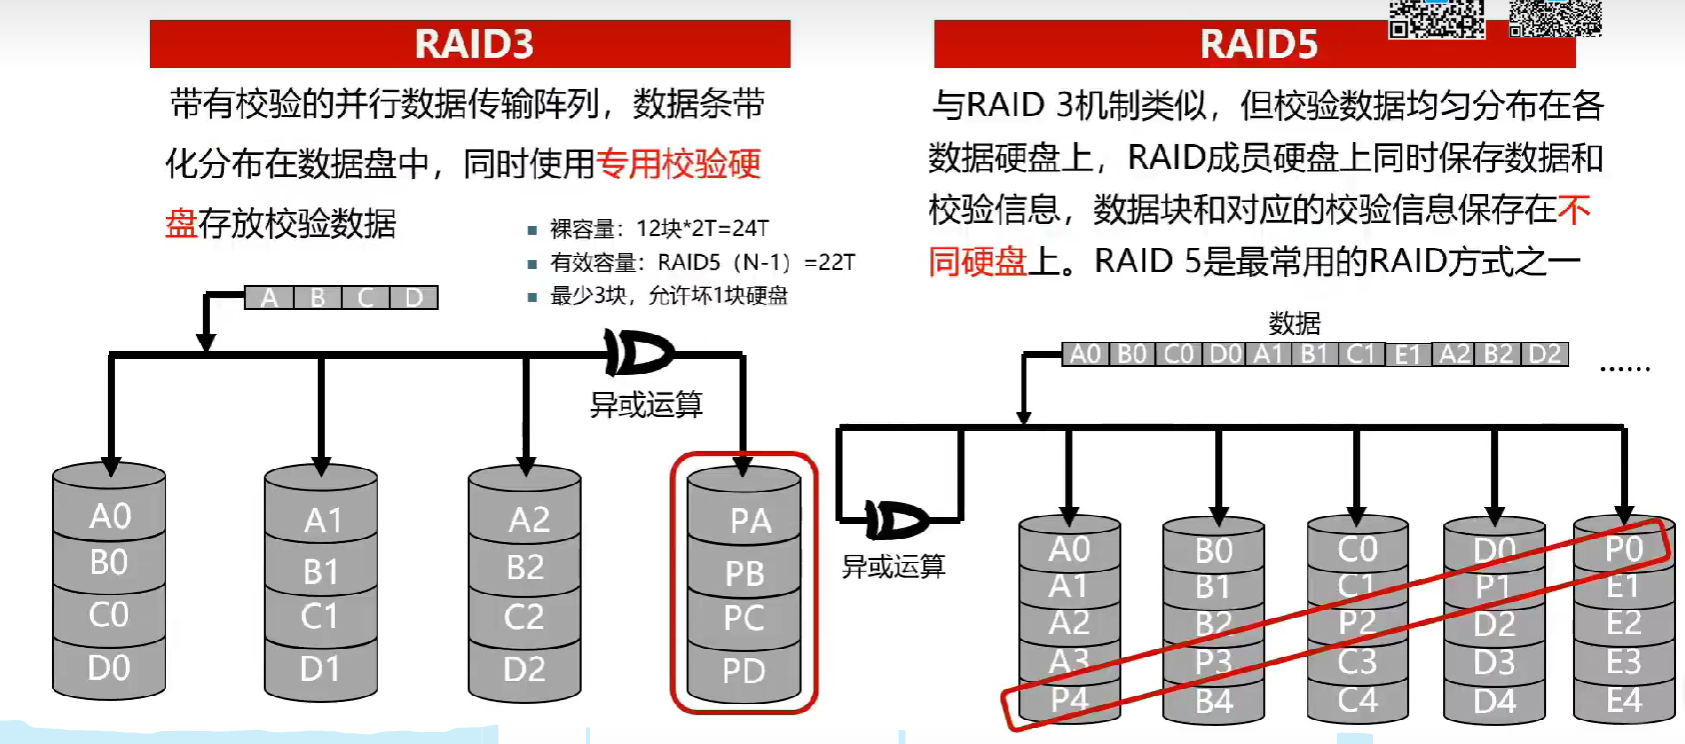 RAID3
带有校验的并行数据传输阵列，数据条带
化分布在数据盘中，同时使用专用校验硬
盘存放校验数据
裸容量：12块*2T=24T
有效容量：RAID5（N-1）=22T
最少3块，允许坏1块硬盘
A B C D
异或运算
A0 A1 A2 PA
B0 B1 B2 PB
C0 C1 C2 PC
D0 D1 D2 PD
RAID5
与RAID 3机制类似，但校验数据均匀分布在各
数据硬盘上，RAID成员硬盘上同时保存数据和
校验信息，数据块和对应的校验信息保存在不
同硬盘上。RAID 5是最常用的RAID方式之一
数据
A0 B0 C0 D0 A1 B1 C1 E1 A2 B2 D2 ......
异或运算
A0 B0 C0 D0 P0
A1 B1 C1 P1 E1
A2 B2 P2 D2 E2
A3 P3 C3 D3 E3
P4 B4 C4 D4 E4